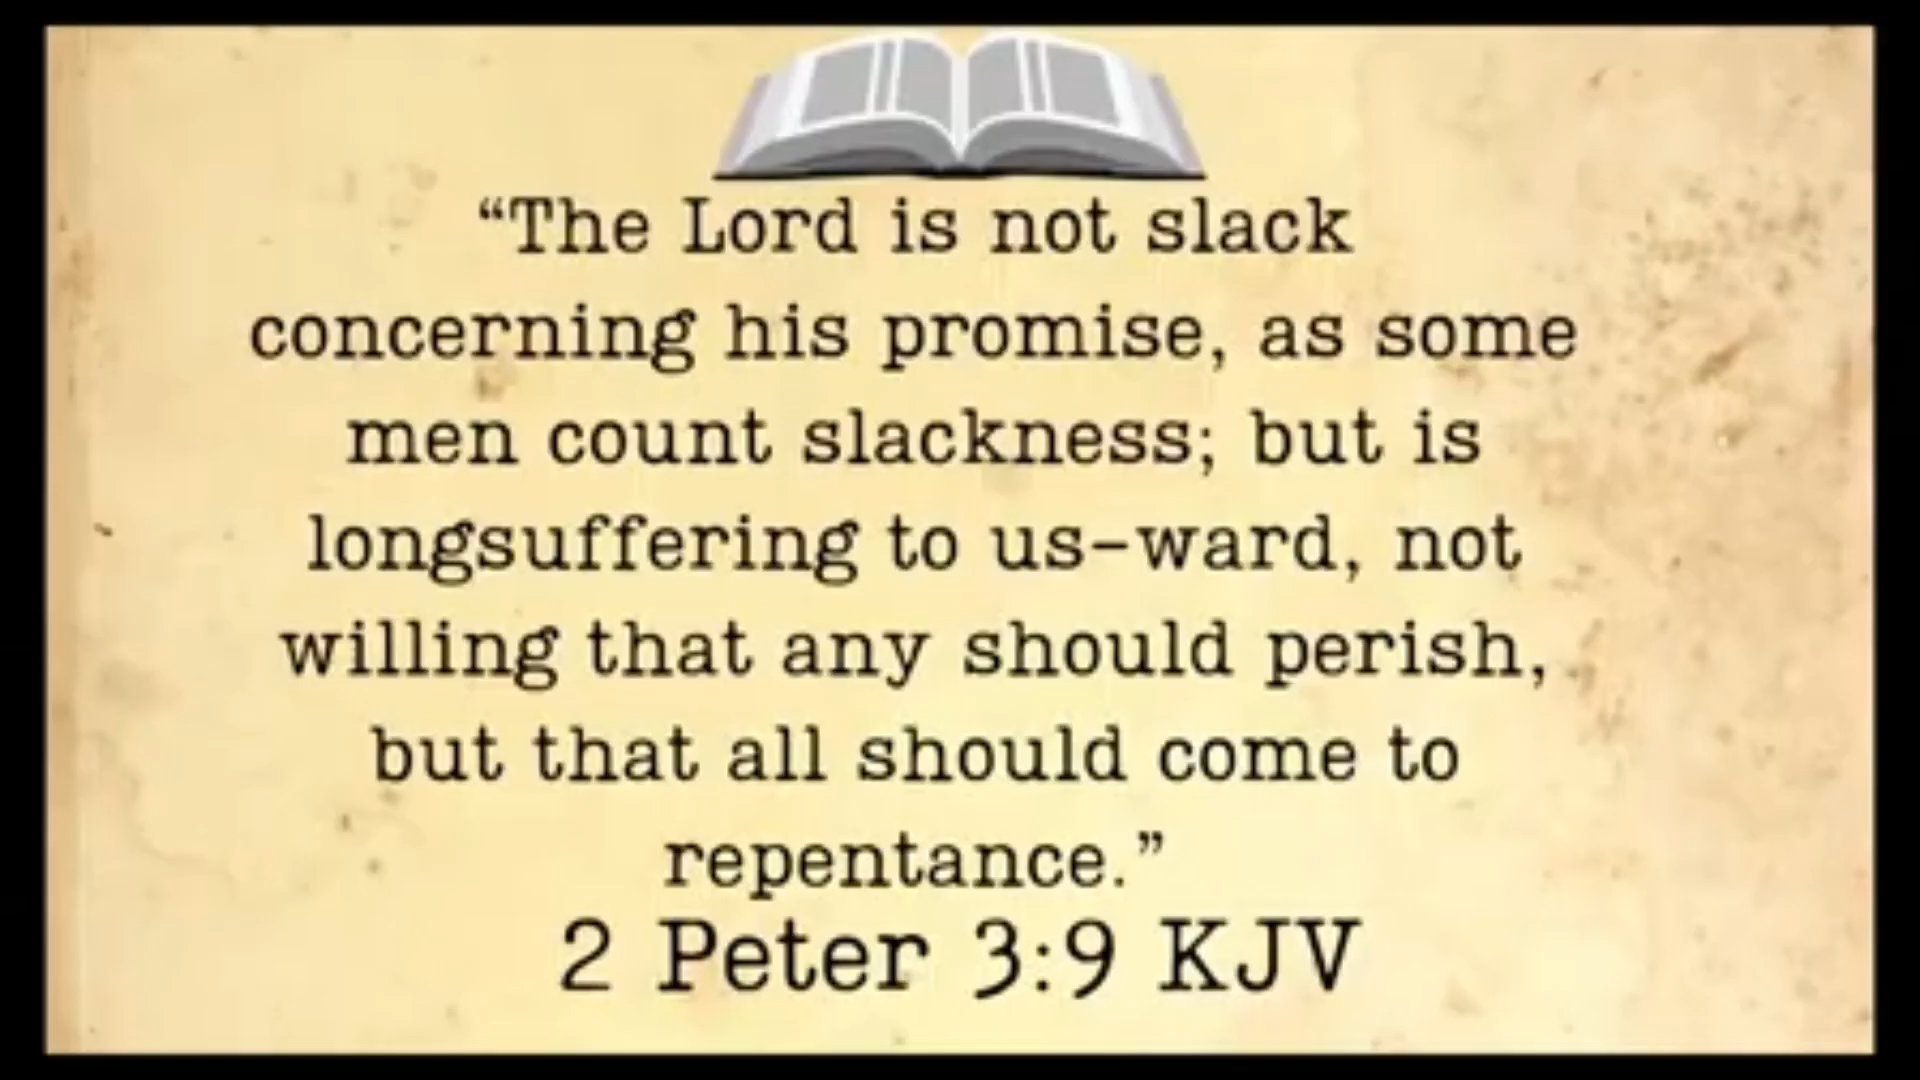 “The Lord is not slack
concerning his promise, as some
men count slackness; but is
longsuffering to us-ward, not
willing that any should perish,
but that all should come to
repentance.”
2 Peter 3:9 KJV